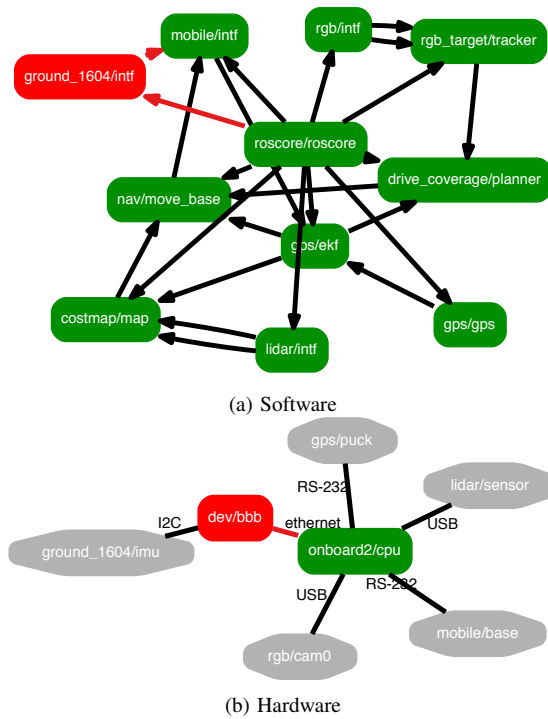 mobile/intf
rgb/intf
rgb_target/tracker
ground_1604/intf
roscore/roscore
nav/move_base
drive_coverage/planner
gps/ekf
costmap/map
gps/gps
lidar/intf
(a) Software
gps/puck
RS-232
lidar/sensor
I2C
dev/bbb
ethernet
USB
ground_1604/imu
onboard2/cpu
USB
RS-232
mobile/base
rgb/cam0
(b) Hardware